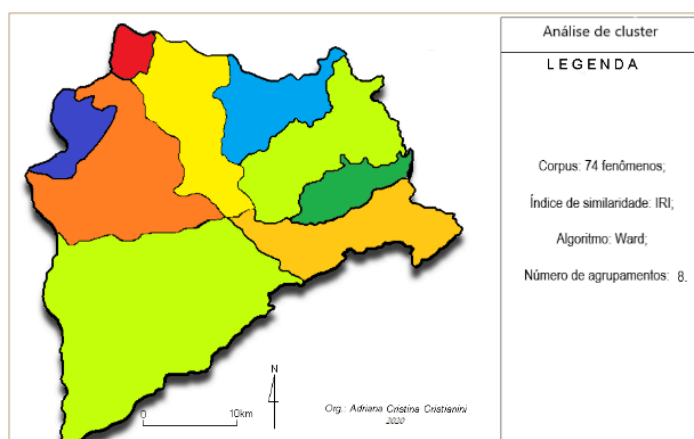 Análise de cluster
LEGENDA
Corpus: 74 fenômenos;
Índice de similaridade: IRI;
Algoritmo: Ward;
Número de agrupamentos: 8.
N
0 10km
Org.: Adriana Cristina Cristianini
2020